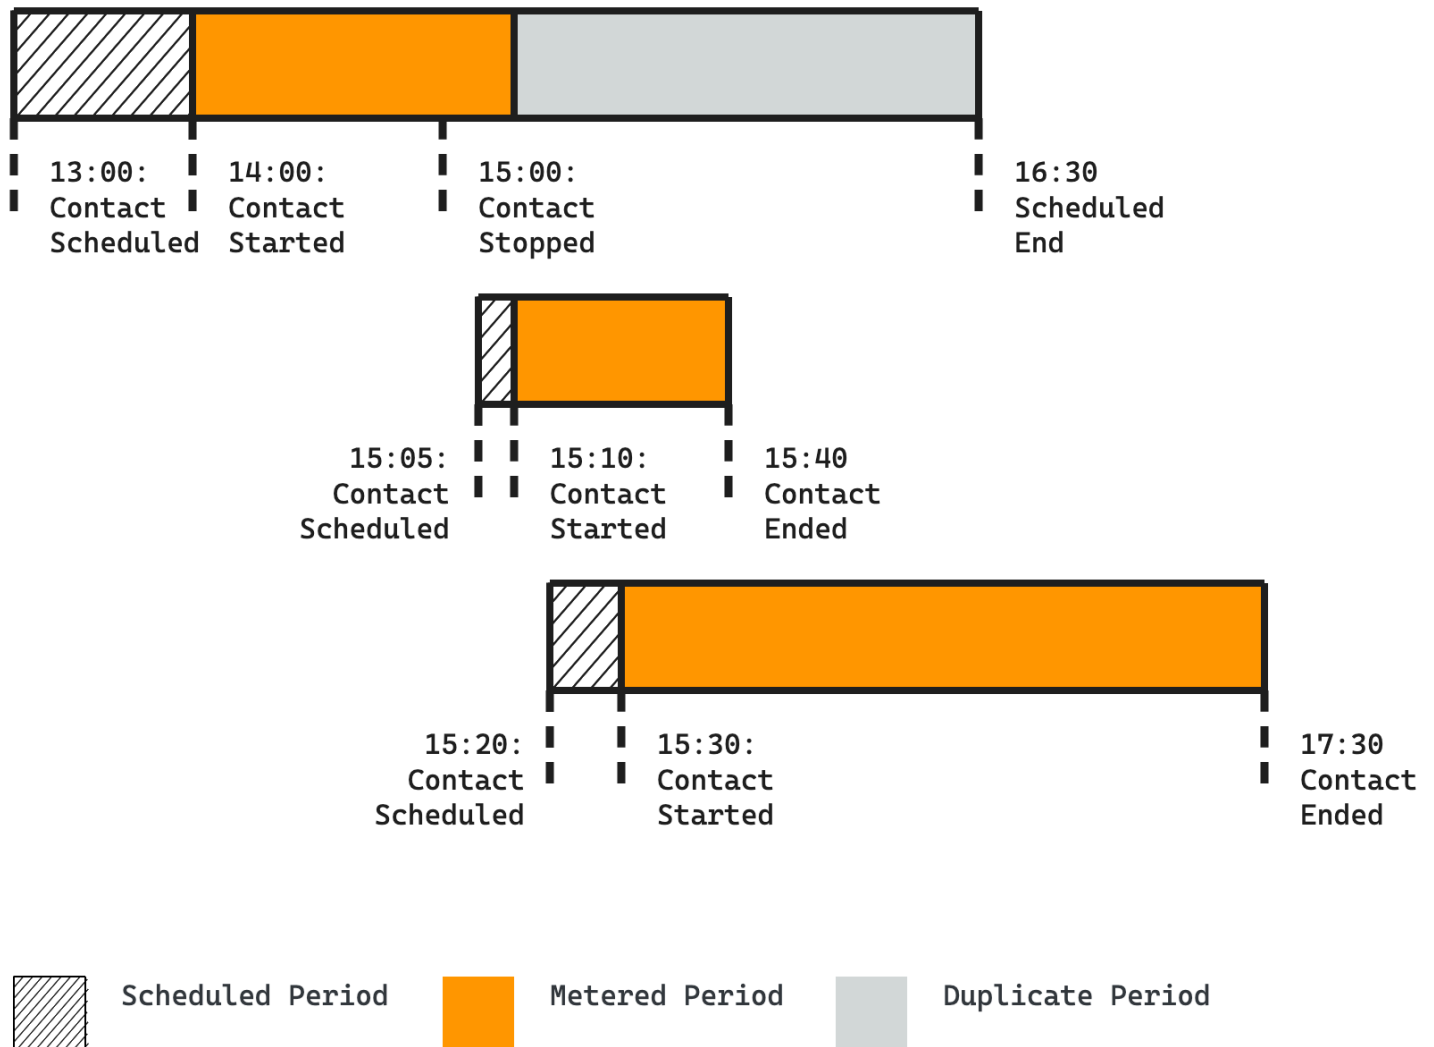 13:00:
Contact
Scheduled
14:00:
Contact
Started
15:00:
Contact
Stopped
16:30
Scheduled
End
15:05:
Contact
Scheduled
15:10:
Contact
Started
15:40
Contact
Ended
15:20:
Contact
Scheduled
15:30:
Contact
Started
17:30
Contact
Ended
Scheduled Period
Metered Period
Duplicate Period